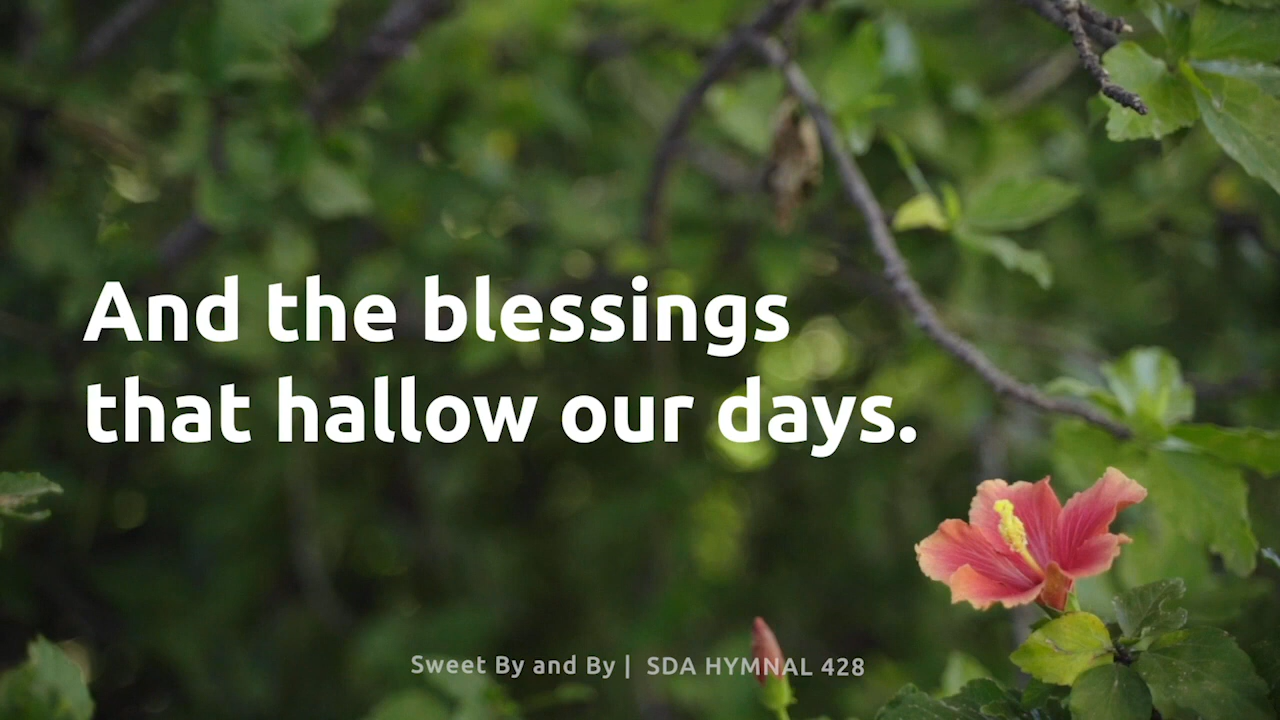 And the blessings
that hallow our days.
Sweet By and By | SDA HYMNAL 428